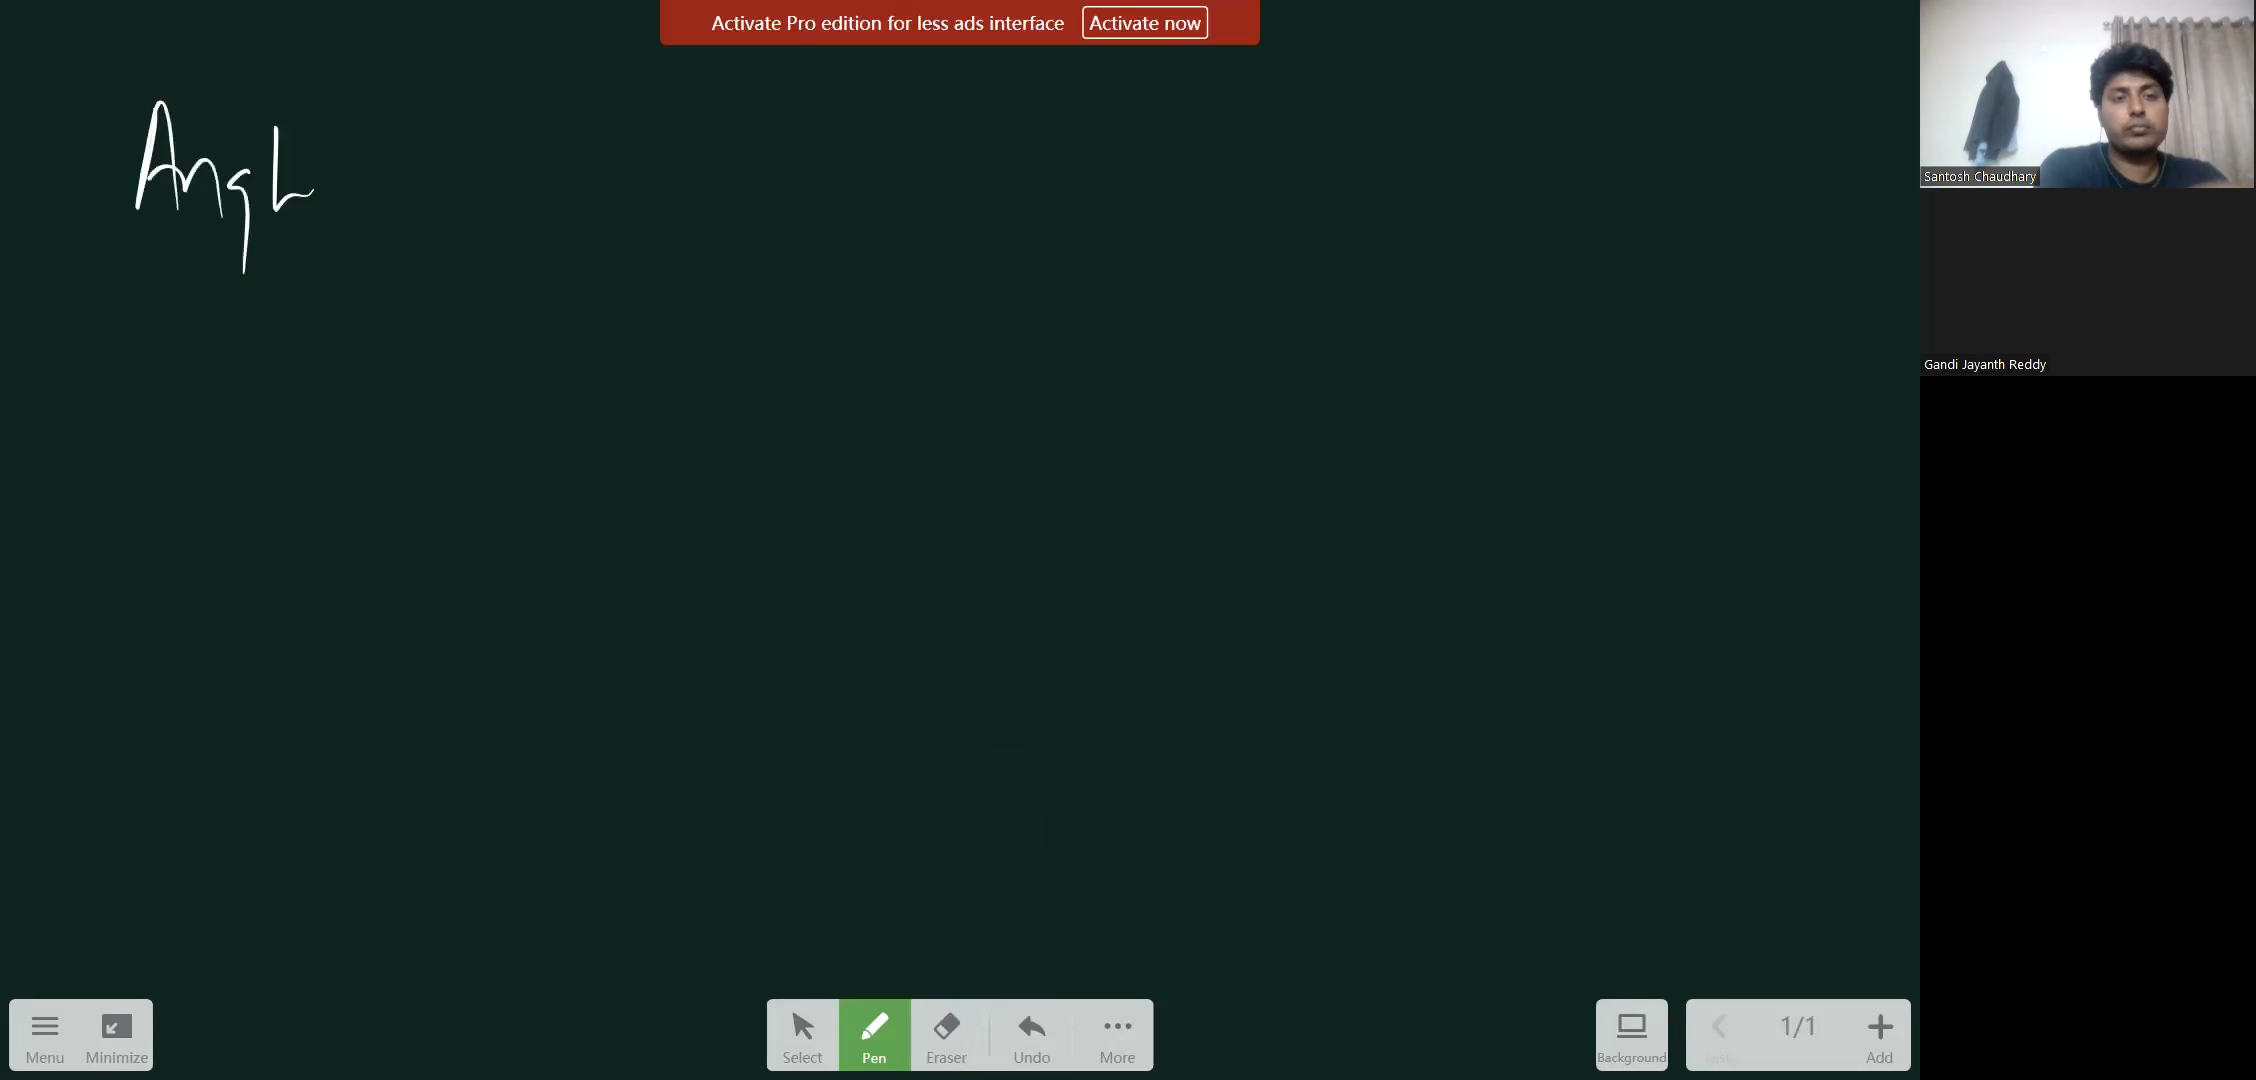 Activate Pro edition for less ads interface Activate now
Angl
Santosh Chaudhary
Gandi Jayanth Reddy
Menu Minimize Select Pen Eraser Undo More Background 1/1 Add